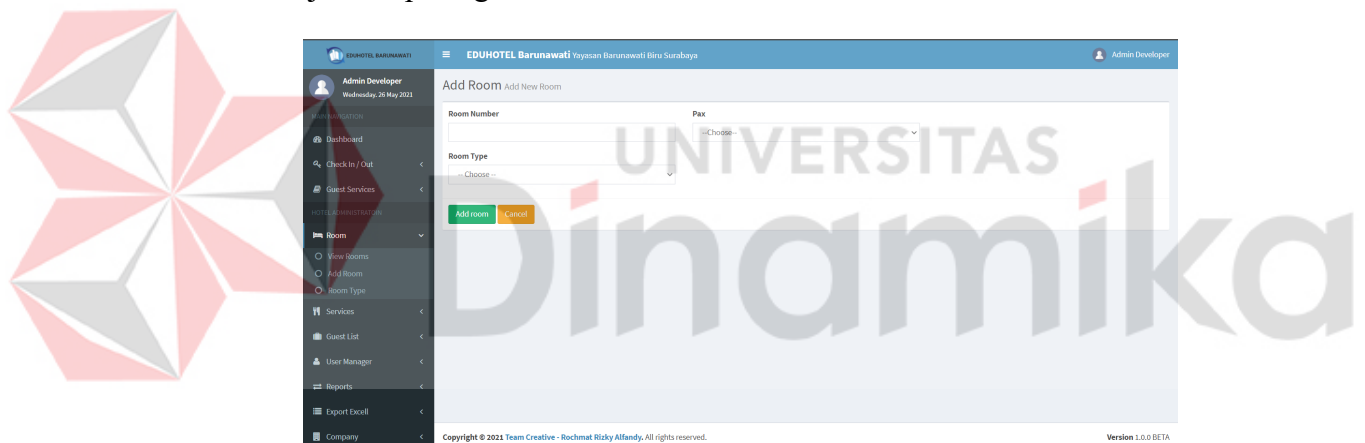 EDUHOTEL BARUNAWATI
EDUHOTEL Barunawati Yayasan Barunawati Biru Surabaya
Admin Developer
Admin Developer
Wednesday, 26 May 2021
MAIN NAVIGATION
Dashboard
Check In / Out
Guest Services
HOTEL ADMINISTRATOIN
Room
View Rooms
Add Room
Room Type
Services
Guest List
User Manager
Reports
Export Excell
Company
Add Room Add New Room
Room Number
Pax
--Choose--
Room Type
-- Choose --
Add room
Cancel
UNIVERSITAS
Dinamika
Copyright © 2021 Team Creative - Rochmat Rizky Alfandy. All rights reserved.
Version 1.0.0 BETA